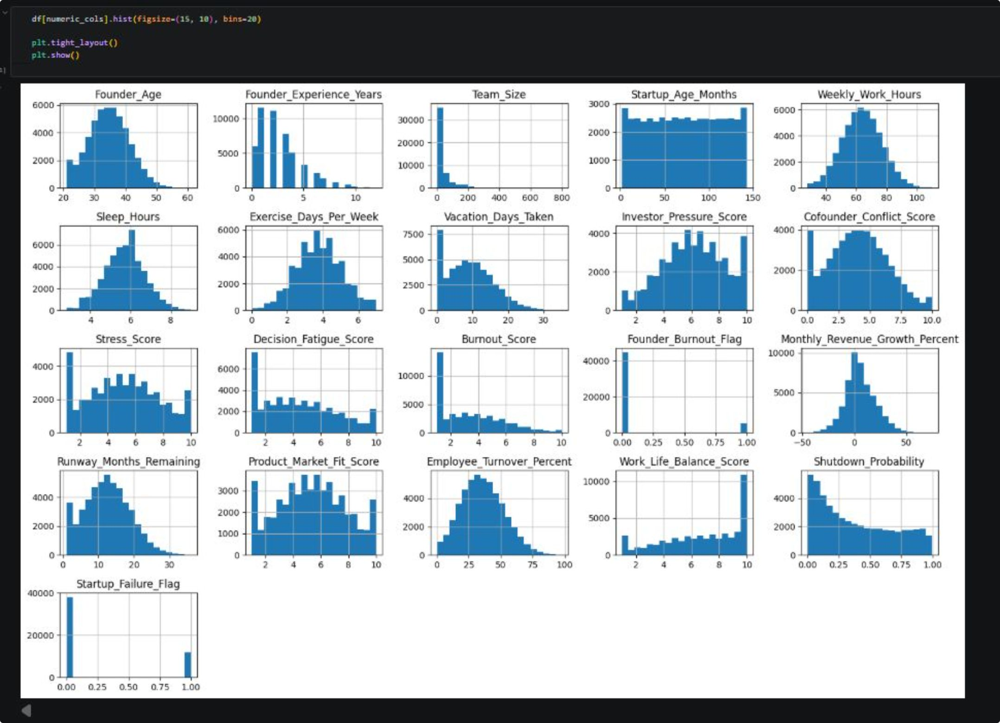 df[numeric_cols].hist(figsize=(15, 10), bins=20)
plt.tight_layout()
plt.show()
Founder_Age
Founder_Experience_Years
Team_Size
Startup_Age_Months
Weekly_Work_Hours
6000
4000
2000
0
20 30 40 50 60
10000
5000
0
0 5 10
30000
20000
10000
0
0 200 400 600 800
3000
2000
1000
0
0 50 100 150
6000
4000
2000
0
40 60 80 100
Sleep_Hours
Exercise_Days_Per_Week
Vacation_Days_Taken
Investor_Pressure_Score
Cofounder_Conflict_Score
6000
4000
2000
0
4 6 8
6000
4000
2000
0
0 2 4 6
7500
5000
2500
0
0 10 20 30
4000
2000
0
2 4 6 8 10
4000
2000
0
0.0 2.5 5.0 7.5 10.0
Stress_Score
Decision_Fatigue_Score
Burnout_Score
Founder_Burnout_Flag
Monthly_Revenue_Growth_Percent
4000
2000
0
2 4 6 8 10
6000
4000
2000
0
2 4 6 8 10
10000
5000
0
2 4 6 8 10
40000
20000
0
0.00 0.25 0.50 0.75 1.00
10000
5000
0
−50 0 50
Runway_Months_Remaining
Product_Market_Fit_Score
Employee_Turnover_Percent
Work_Life_Balance_Score
Shutdown_Probability
4000
2000
0
0 10 20 30
3000
2000
1000
0
2 4 6 8 10
4000
2000
0
0 25 50 75 100
10000
5000
0
2 4 6 8 10
4000
2000
0
0.00 0.25 0.50 0.75 1.00
Startup_Failure_Flag
40000
20000
0
0.00 0.25 0.50 0.75 1.00